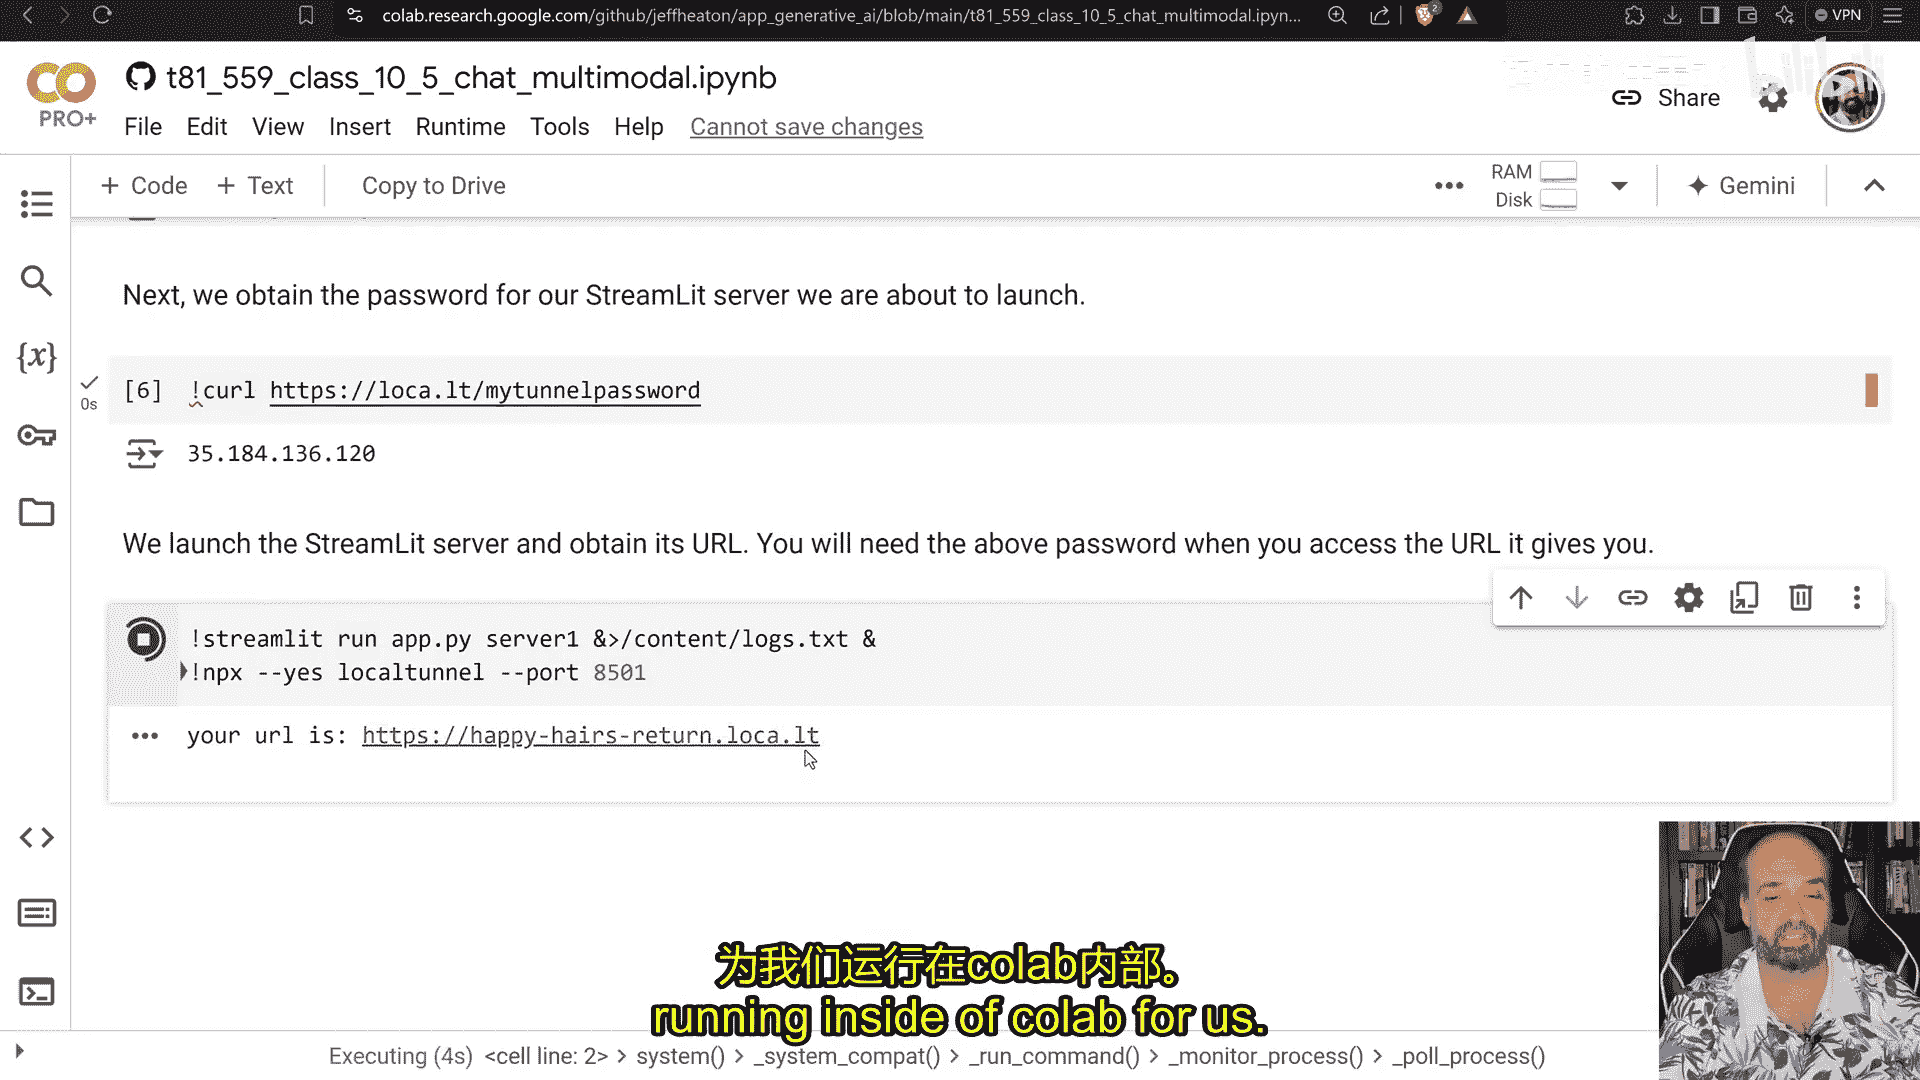 colab.research.google.com/github/jeffheaton/app_generative_ai/blob/main/t81_559_class_10_5_chat_multimodal.ipyn...
2
VPN
CO
PRO+
t81_559_class_10_5_chat_multimodal.ipynb
File Edit View Insert Runtime Tools Help Cannot save changes
Share
+ Code + Text Copy to Drive
RAM
Disk
Gemini
Next, we obtain the password for our StreamLit server we are about to launch.
[6] !curl https://loca.lt/mytunnelpassword
0s
35.184.136.120
We launch the StreamLit server and obtain its URL. You will need the above password when you access the URL it gives you.
!streamlit run app.py server1 &>/content/logs.txt &
!npx --yes localtunnel --port 8501
your url is: https://happy-hairs-return.loca.lt
为我们运行在colab内部。
running inside of colab for us.
Executing (4s) <cell line: 2> > system() > _system_compat() > _run_command() > _monitor_process() > _poll_process()